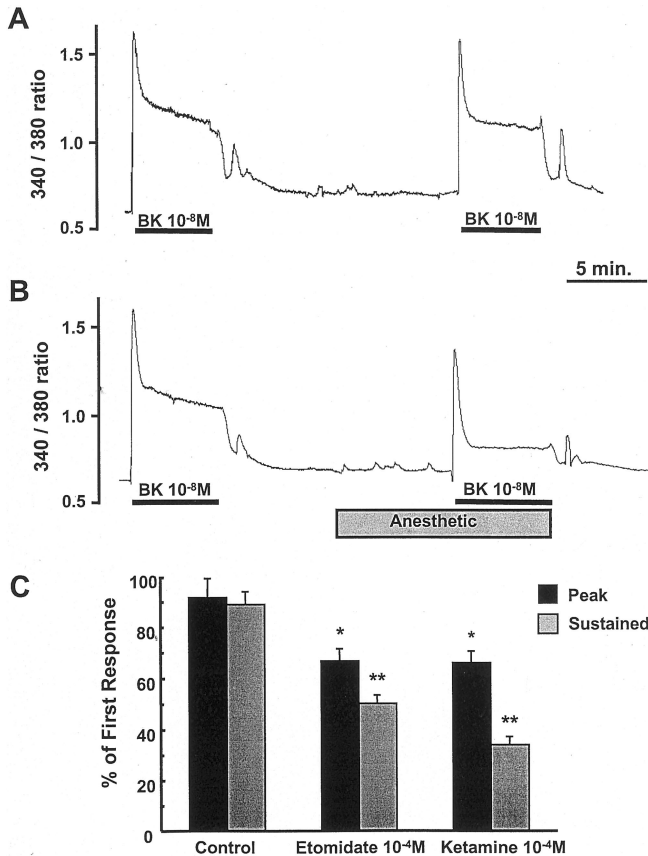 A
340 / 380 ratio
1.5
1.0
0.5
BK 10⁻⁸M
BK 10⁻⁸M
5 min.
B
340 / 380 ratio
1.5
1.0
0.5
BK 10⁻⁸M
BK 10⁻⁸M
Anesthetic
C
% of First Response
100
80
60
40
20
0
Peak
Sustained
*
**
*
**
Control
Etomidate 10⁻⁴M
Ketamine 10⁻⁴M